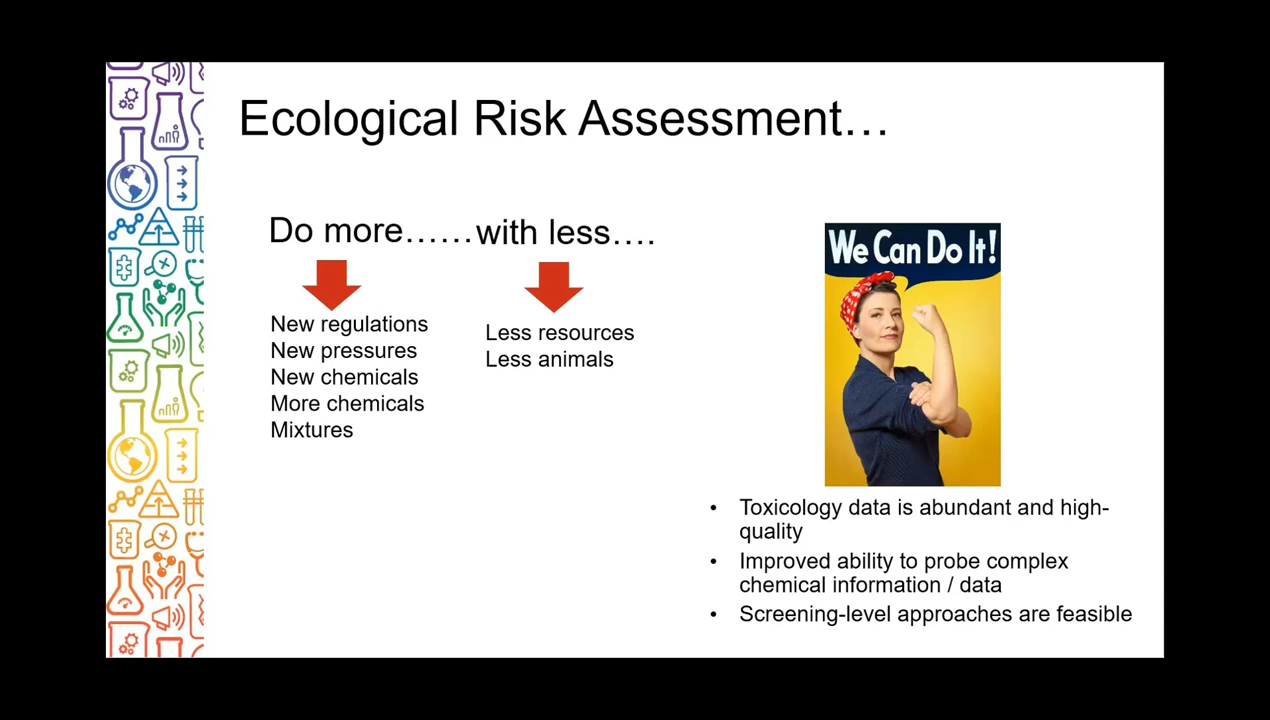 Ecological Risk Assessment…
Do more……with less….
New regulations
New pressures
New chemicals
More chemicals
Mixtures
Less resources
Less animals
We Can Do It!
• Toxicology data is abundant and high-
quality
• Improved ability to probe complex
chemical information / data
• Screening-level approaches are feasible